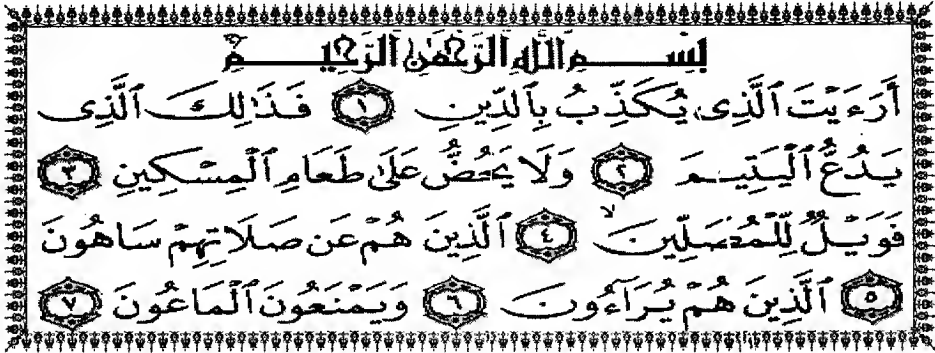 بِسْمِ ٱللَّهِ ٱلرَّحْمَٰنِ ٱلرَّحِيمِ
أَرَءَيْتَ ٱلَّذِى يُكَذِّبُ بِٱلدِّينِ ١ فَذَٰلِكَ ٱلَّذِى
يَدُعُّ ٱلْيَتِيمَ ٢ وَلَا يَحُضُّ عَلَىٰ طَعَامِ ٱلْمِسْكِينِ ٣
فَوَيْلٌ لِّلْمُصَلِّينَ ۙ ٤ ٱلَّذِينَ هُمْ عَن صَلَاتِهِمْ سَاهُونَ
٥ ٱلَّذِينَ هُمْ يُرَآءُونَ ٦ وَيَمْنَعُونَ ٱلْمَاعُونَ ٧